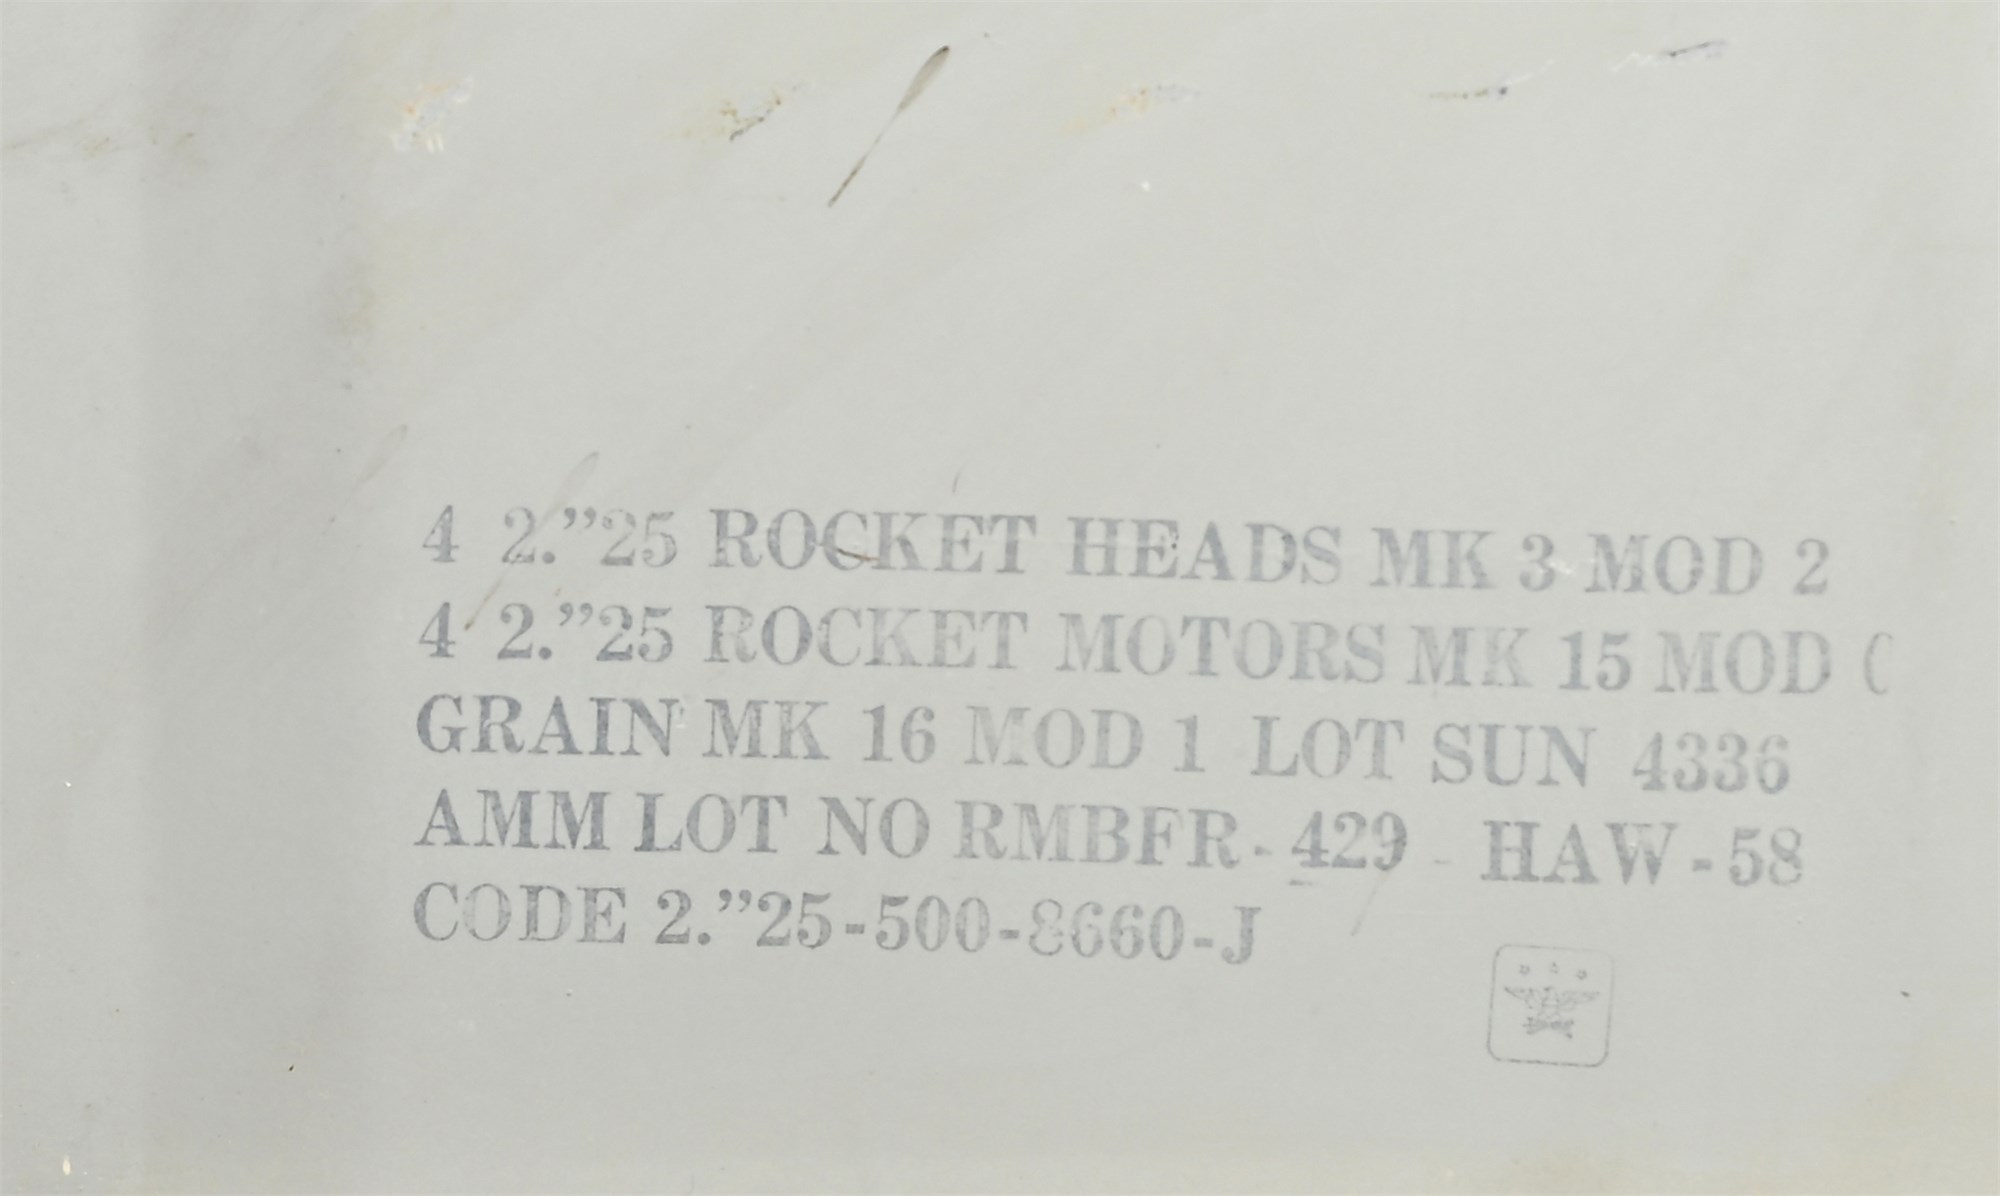 4 2.”25 ROCKET HEADS MK 3 MOD 2
4 2.”25 ROCKET MOTORS MK 15 MOD
GRAIN MK 16 MOD 1 LOT SUN 4336
AMM LOT NO RMBFR-429 - HAW-58
CODE 2.”25-500-8660-J